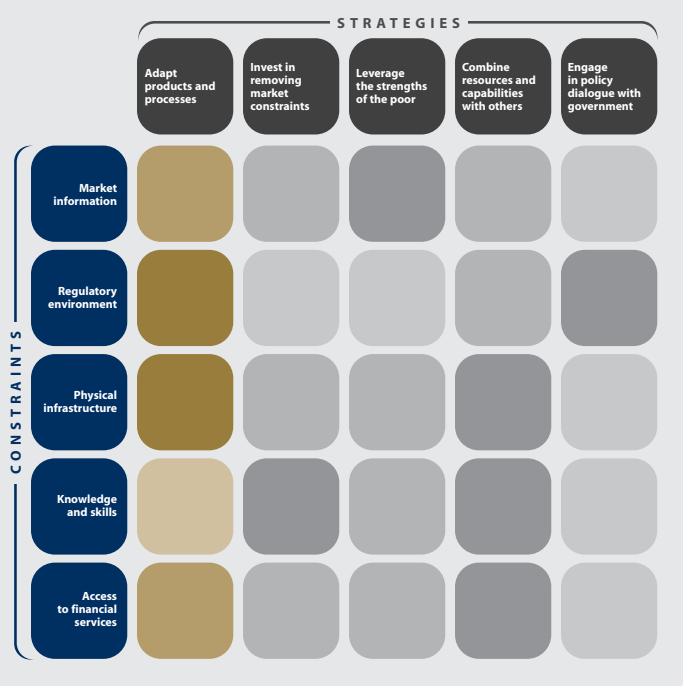 STRATEGIES
Adapt
products and
processes
Invest in
removing
market
constraints
Leverage
the strengths
of the poor
Combine
resources and
capabilities
with others
Engage
in policy
dialogue with
government
CONSTRAINTS
Market
information
Regulatory
environment
Physical
infrastructure
Knowledge
and skills
Access
to financial
services